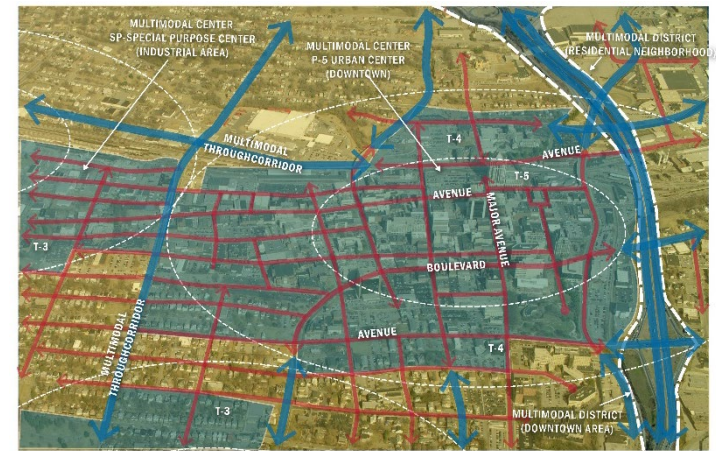 MULTIMODAL CENTER
SP-SPECIAL PURPOSE CENTER
(INDUSTRIAL AREA)
MULTIMODAL CENTER
P-5 URBAN CENTER
(DOWNTOWN)
MULTIMODAL DISTRICT
(RESIDENTIAL NEIGHBORHOOD)
MULTIMODAL
THROUGHCORRIDOR
T-4
AVENUE
T-5
AVENUE
MAJOR AVENUE
T-3
BOULEVARD
MULTIMODAL
THROUGHCORRIDOR
AVENUE
T-4
T-3
MULTIMODAL DISTRICT
(DOWNTOWN AREA)